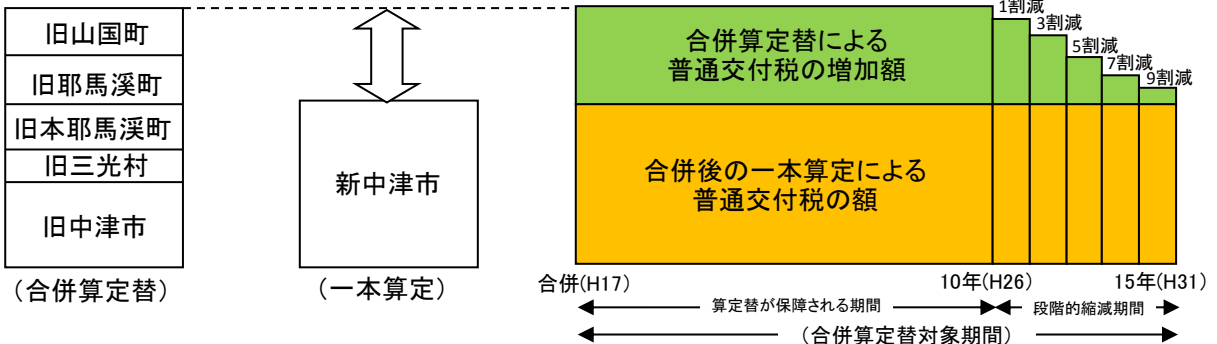 旧山国町
旧耶馬溪町
旧本耶馬溪町
旧三光村
旧中津市
（合併算定替）
新中津市
（一本算定）
合併算定替による
普通交付税の増加額
1割減
3割減
5割減
7割減
9割減
合併後の一本算定による
普通交付税の額
合併(H17)
10年(H26)
15年(H31)
算定替が保障される期間
段階的縮減期間
（合併算定替対象期間）